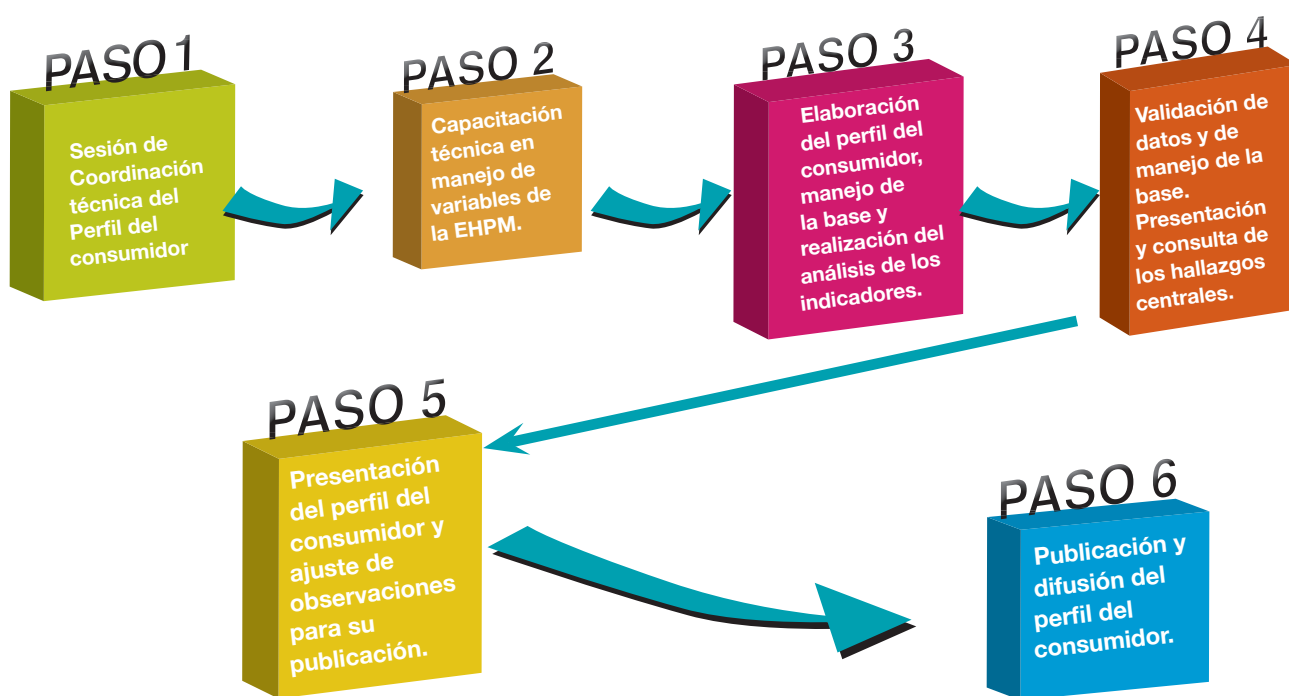 PASO 1
Sesión de
Coordinación
técnica del
Perfil del
consumidor
PASO 2
Capacitación
técnica en
manejo de
variables de
la EHPM.
PASO 3
Elaboración
del perfil del
consumidor,
manejo de
la base y
realización del
análisis de los
indicadores.
PASO 4
Validación de
datos y de
manejo de la
base.
Presentación
y consulta de
los hallazgos
centrales.
PASO 5
Presentación
del perfil del
consumidor y
ajuste de
observaciones
para su
publicación.
PASO 6
Publicación y
difusión del
perfil del
consumidor.